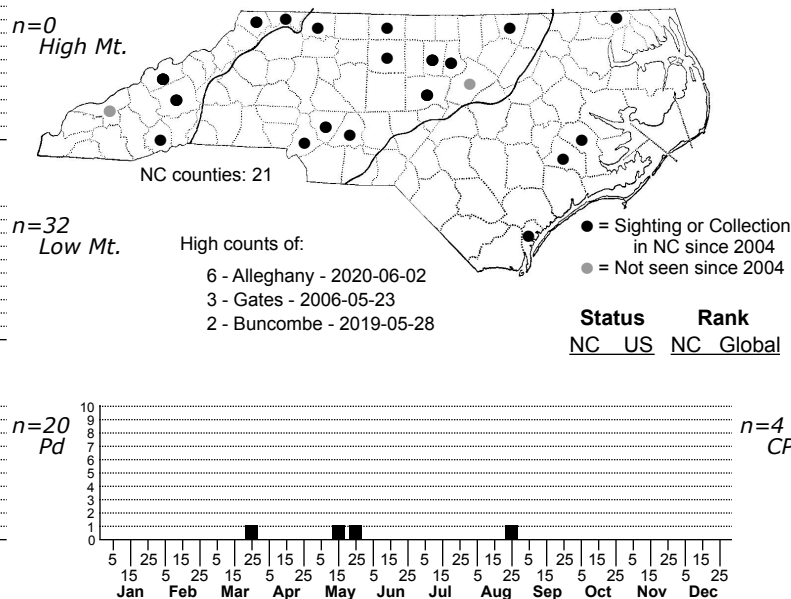 n=0
High Mt.
NC counties: 21
n=32
Low Mt.
High counts of:
6 - Alleghany - 2020-06-02
3 - Gates - 2006-05-23
2 - Buncombe - 2019-05-28
● = Sighting or Collection
in NC since 2004
● = Not seen since 2004
Status Rank
NC US NC Global
n=20
Pd
n=4
CP
10
9
8
7
6
5
4
3
2
1
0
5 25 15 5 25 15 5 25 15 5 25 15 5 25 15 5 25 15
15 5 25 15 5 25 15 5 25 15 5 25 15 5 25 15 5 25
Jan Feb Mar Apr May Jun Jul Aug Sep Oct Nov Dec